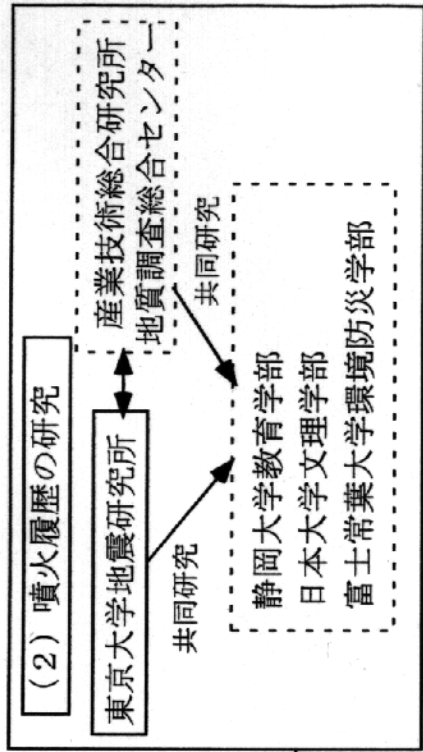 (2) 噴火履歴の研究
東京大学地震研究所
産業技術総合研究所
地質調査総合センター
共同研究
共同研究
静岡大学教育学部
日本大学文理学部
富士常葉大学環境防災学部